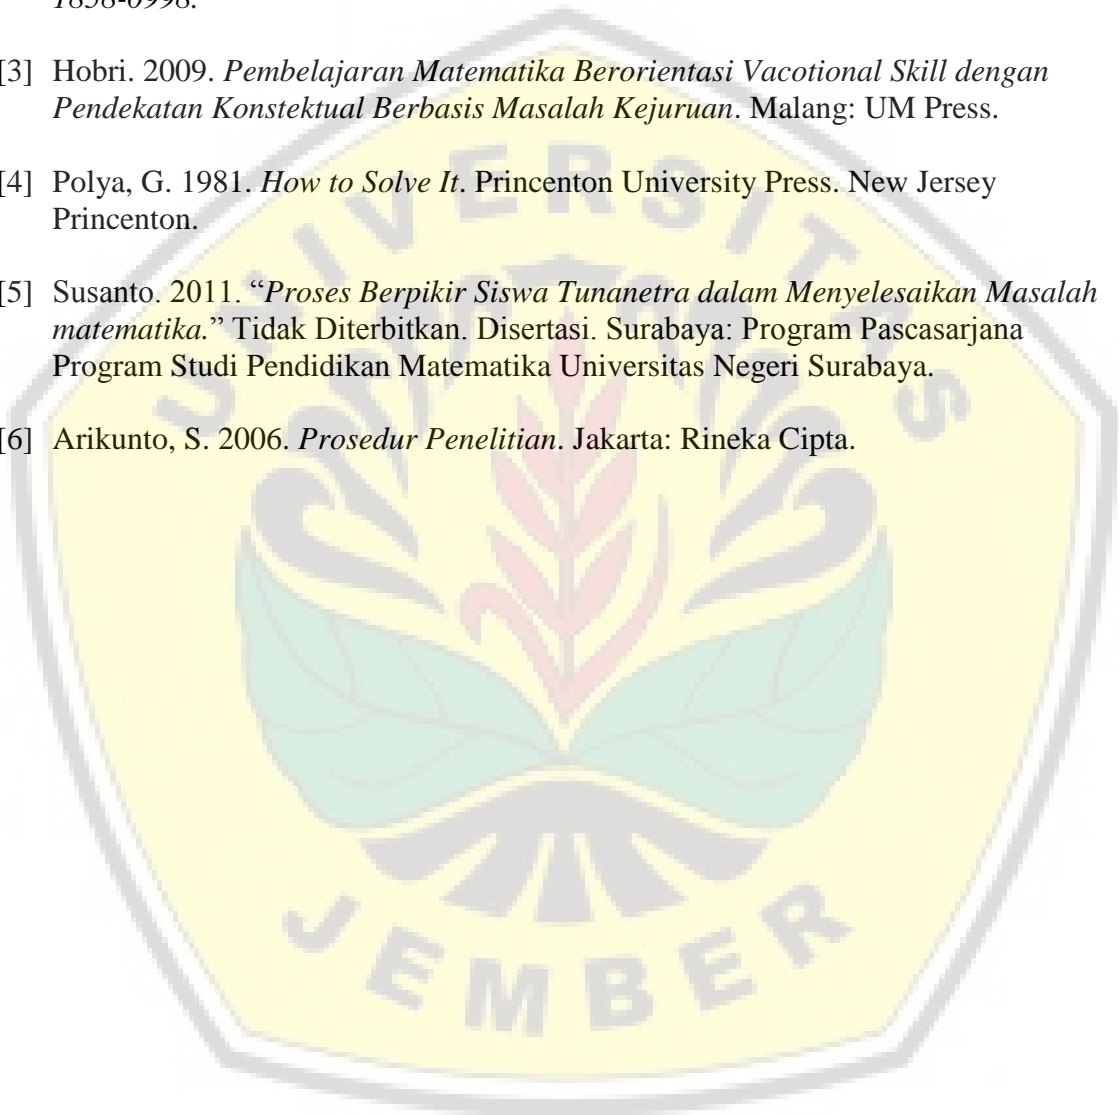 1858-0998.
[3] Hobri. 2009. Pembelajaran Matematika Berorientasi Vacotional Skill dengan
Pendekatan Konstektual Berbasis Masalah Kejuruan. Malang: UM Press.
[4] Polya, G. 1981. How to Solve It. Princenton University Press. New Jersey
Princenton.
[5] Susanto. 2011. “Proses Berpikir Siswa Tunanetra dalam Menyelesaikan Masalah
matematika.” Tidak Diterbitkan. Disertasi. Surabaya: Program Pascasarjana
Program Studi Pendidikan Matematika Universitas Negeri Surabaya.
[6] Arikunto, S. 2006. Prosedur Penelitian. Jakarta: Rineka Cipta.
UNIVERSITAS
JEMBER